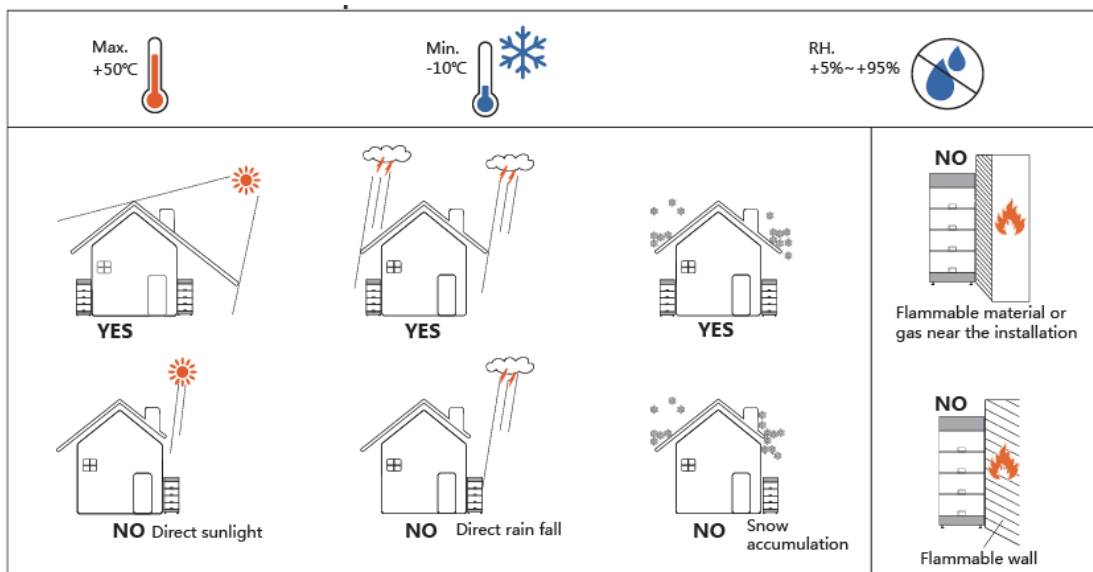 Max.
+50℃
Min.
-10℃
RH.
+5%~+95%
YES
YES
YES
NO
Flammable material or
gas near the installation
NO Direct sunlight
NO Direct rain fall
NO Snow
accumulation
NO
Flammable wall